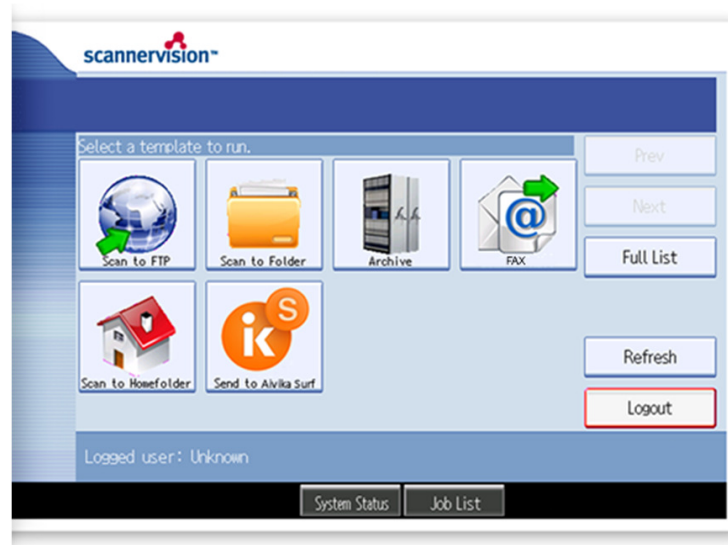 scannervision™
Select a template to run.
Prev
Scan to FTP
Scan to Folder
Archive
FAX
Next
Full List
Scan to Homefolder
Send to Aivika Surf
Refresh
Logout
Logged user: Unknown
System Status
Job List